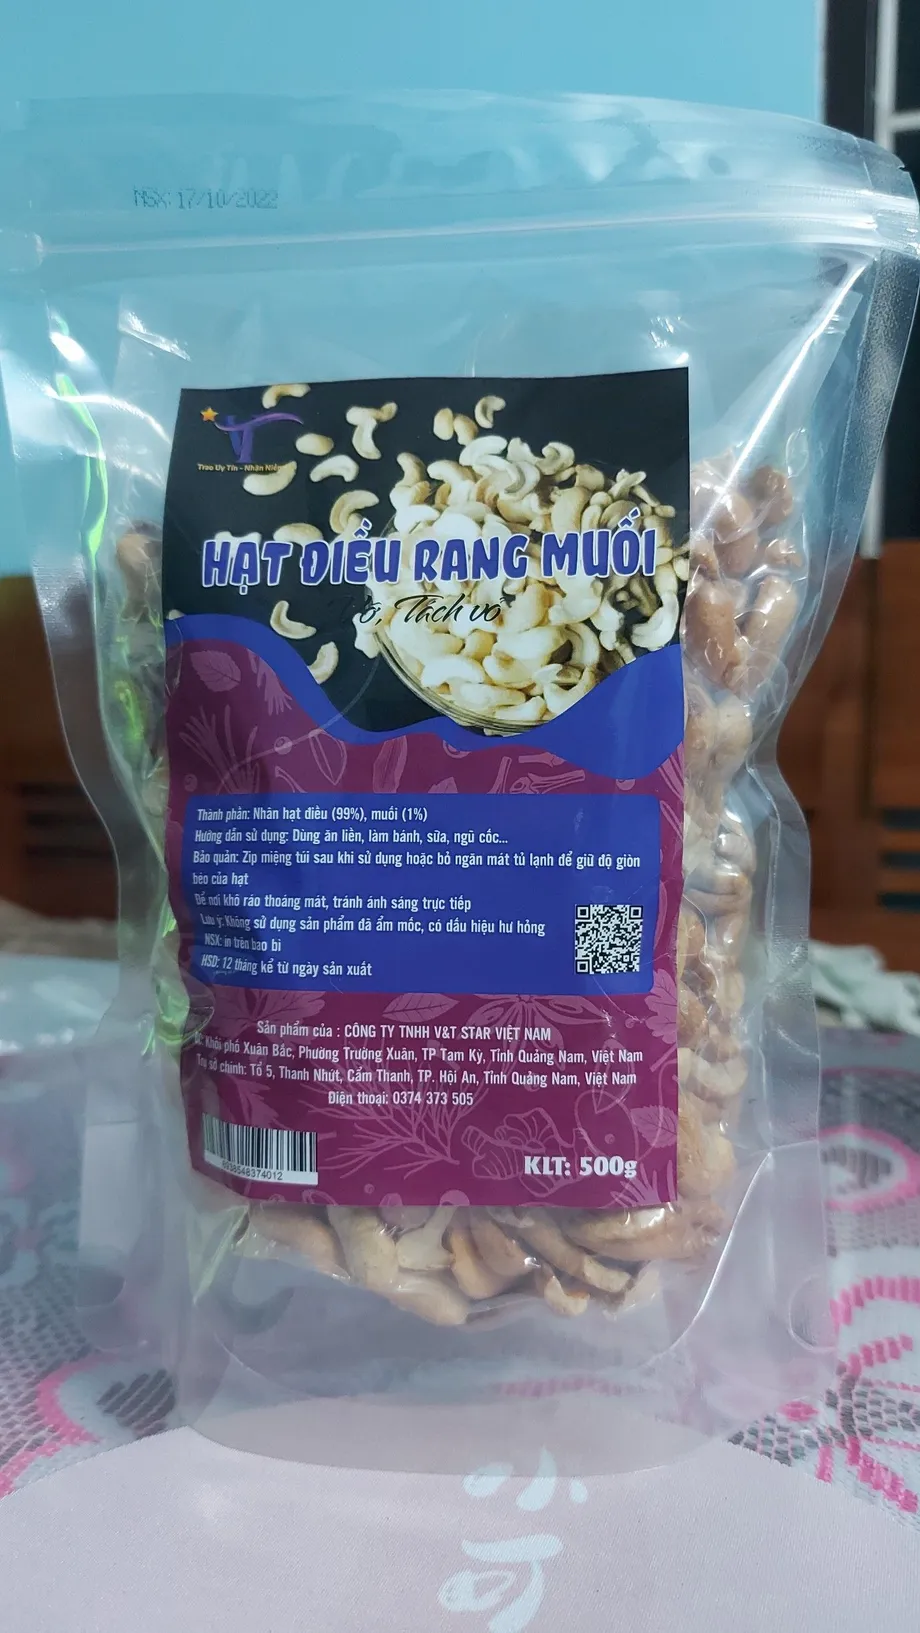 NSX: 17/10/2022
VT
Trao Uy Tín - Nhận Niềm
HẠT ĐIỀU RANG MUỐI
Tách vỏ
Thành phần: Nhân hạt điều (99%), muối (1%)
Hướng dẫn sử dụng: Dùng ăn liền, làm bánh, sữa, ngũ cốc...
Bảo quản: Zip miệng túi sau khi sử dụng hoặc bỏ ngăn mát tủ lạnh để giữ độ giòn
béo của hạt
Để nơi khô ráo thoáng mát, tránh ánh sáng trực tiếp
Lưu ý: Không sử dụng sản phẩm đã ẩm mốc, có dấu hiệu hư hỏng
NSX: in trên bao bì
HSD: 12 tháng kể từ ngày sản xuất
Sản phẩm của : CÔNG TY TNHH V&T STAR VIỆT NAM
Khối phố Xuân Bắc, Phường Trường Xuân, TP Tam Kỳ, Tỉnh Quảng Nam, Việt Nam
Trụ sở chính: Tổ 5, Thanh Nhứt, Cẩm Thanh, TP. Hội An, Tỉnh Quảng Nam, Việt Nam
Điện thoại: 0374 373 505
KLT: 500g